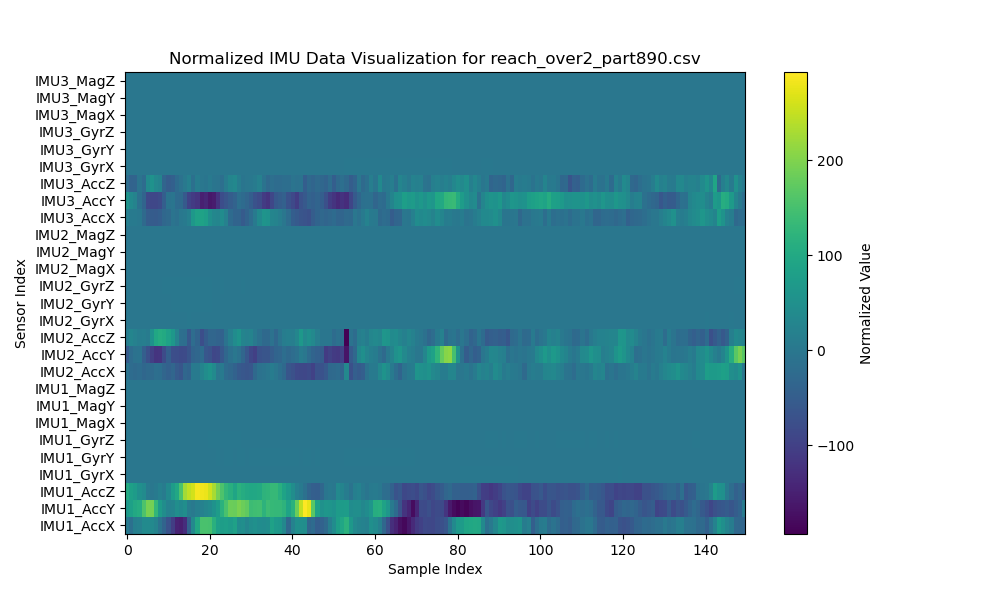 Normalized IMU Data Visualization for reach_over2_part890.csv
IMU3_MagZ
IMU3_MagY
IMU3_MagX
IMU3_GyrZ
IMU3_GyrY
IMU3_GyrX
IMU3_AccZ
IMU3_AccY
IMU3_AccX
IMU2_MagZ
IMU2_MagY
IMU2_MagX
IMU2_GyrZ
IMU2_GyrY
IMU2_GyrX
IMU2_AccZ
IMU2_AccY
IMU2_AccX
IMU1_MagZ
IMU1_MagY
IMU1_MagX
IMU1_GyrZ
IMU1_GyrY
IMU1_GyrX
IMU1_AccZ
IMU1_AccY
IMU1_AccX
Sensor Index
0 20 40 60 80 100 120 140
Sample Index
200
100
0
−100
Normalized Value